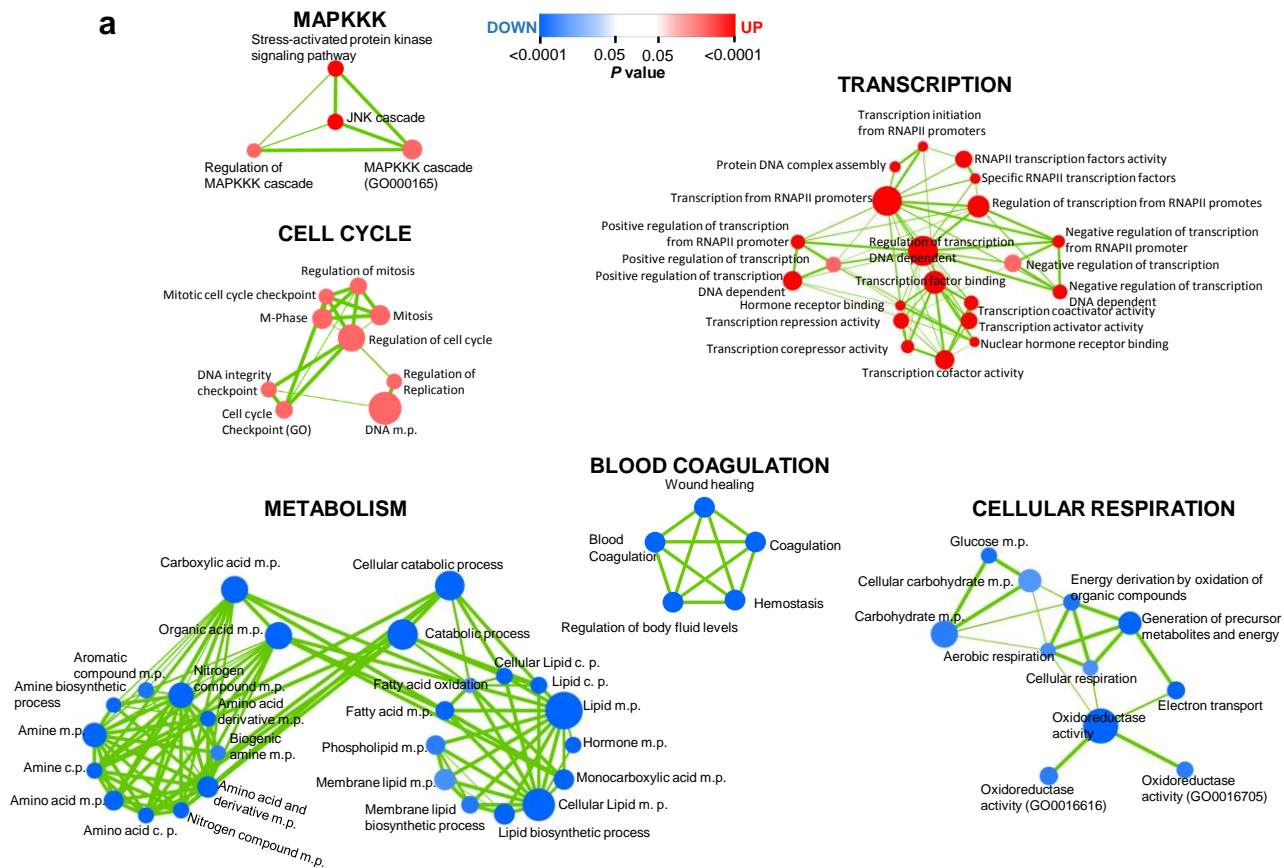 a
MAPKKK
Stress-activated protein kinase
signaling pathway
JNK cascade
Regulation of
MAPKKK cascade
MAPKKK cascade
(GO000165)
DOWN
UP
<0.0001
0.05
0.05
<0.0001
P value
TRANSCRIPTION
Transcription initiation
from RNAPII promoters
Protein DNA complex assembly
RNAPII transcription factors activity
Specific RNAPII transcription factors
Transcription from RNAPII promoters
Regulation of transcription from RNAPII promotes
Positive regulation of transcription
from RNAPII promoter
Regulation of transcription
DNA dependent
Negative regulation of transcription
from RNAPII promoter
Positive regulation of transcription
Negative regulation of transcription
Positive regulation of transcription
DNA dependent
Transcription factor binding
Negative regulation of transcription
DNA dependent
Hormone receptor binding
Transcription coactivator activity
Transcription repression activity
Transcription activator activity
Transcription corepressor activity
Nuclear hormone receptor binding
Transcription cofactor activity
CELL CYCLE
Regulation of mitosis
Mitotic cell cycle checkpoint
M-Phase
Mitosis
Regulation of cell cycle
DNA integrity
checkpoint
Regulation of
Replication
Cell cycle
Checkpoint (GO)
DNA m.p.
BLOOD COAGULATION
Wound healing
Blood
Coagulation
Coagulation
Hemostasis
Regulation of body fluid levels
METABOLISM
Carboxylic acid m.p.
Cellular catabolic process
Organic acid m.p.
Catabolic process
Aromatic
compound m.p.
Nitrogen
compound m.p.
Cellular Lipid c. p.
Amine biosynthetic
process
Fatty acid oxidation
Lipid c. p.
Amino acid
derivative m.p.
Fatty acid m.p.
Lipid m.p.
Amine m.p.
Biogenic
amine m.p.
Phospholipid m.p.
Hormone m.p.
Amine c.p.
Membrane lipid m.p.
Monocarboxylic acid m.p.
Amino acid m.p.
Amino acid and
derivative m.p.
Membrane lipid
biosynthetic process
Cellular Lipid m. p.
Amino acid c. p.
Nitrogen compound m.p.
Lipid biosynthetic process
CELLULAR RESPIRATION
Glucose m.p.
Cellular carbohydrate m.p.
Energy derivation by oxidation of
organic compounds
Carbohydrate m.p.
Generation of precursor
metabolites and energy
Aerobic respiration
Cellular respiration
Electron transport
Oxidoreductase
activity
Oxidoreductase
activity (GO0016616)
Oxidoreductase
activity (GO0016705)